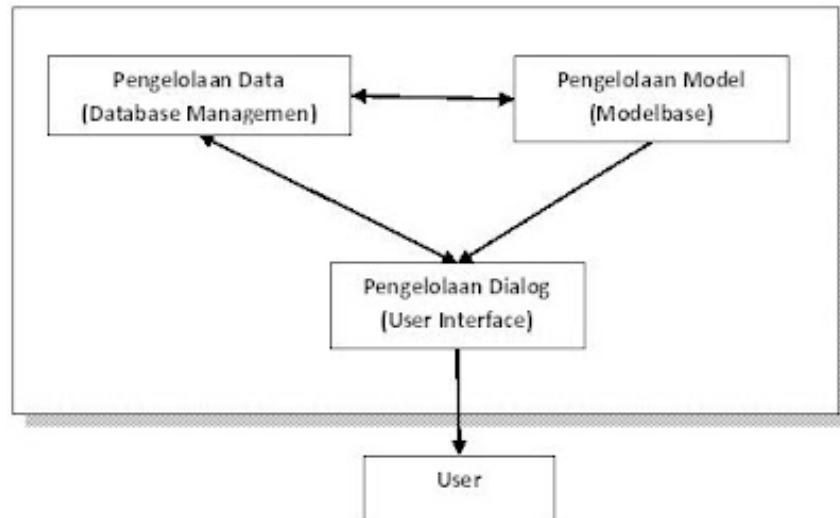 Pengelolaan Data
(Database Managemen)
Pengelolaan Model
(Modelbase)
Pengelolaan Dialog
(User Interface)
User